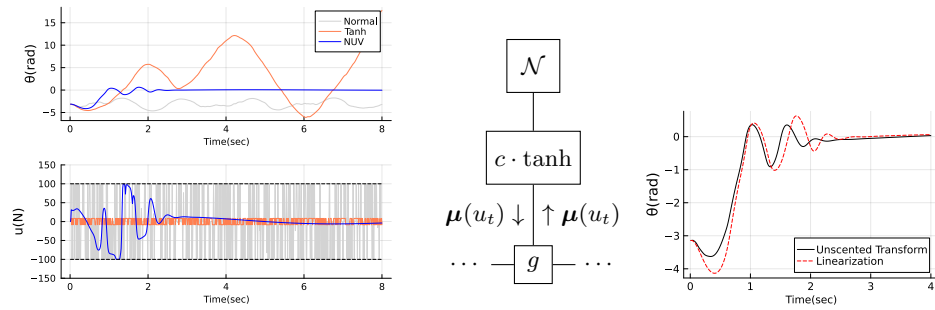 θ(rad)
15
10
5
0
−5
0
2
4
6
8
Time(sec)
Normal
Tanh
NUV
u(N)
150
100
50
0
−50
−100
−150
0
2
4
6
8
Time(sec)
𝒩
c · tanh
μ(u_t) ↓ ↑ μ(u_t)
··· g ···
θ(rad)
0
−1
−2
−3
−4
0
1
2
3
4
Time(sec)
Unscented Transform
Linearization